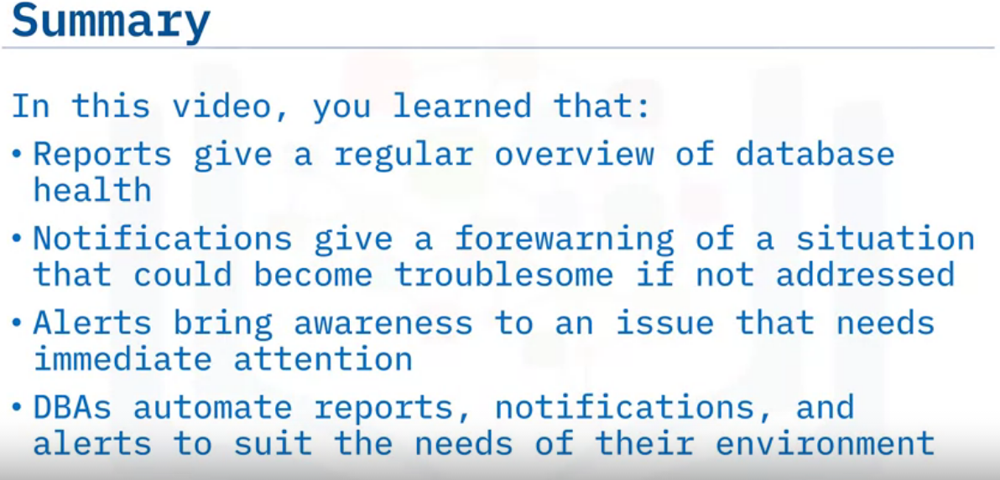 Summary
In this video, you learned that:
• Reports give a regular overview of database
health
• Notifications give a forewarning of a situation
that could become troublesome if not addressed
• Alerts bring awareness to an issue that needs
immediate attention
• DBAs automate reports, notifications, and
alerts to suit the needs of their environment